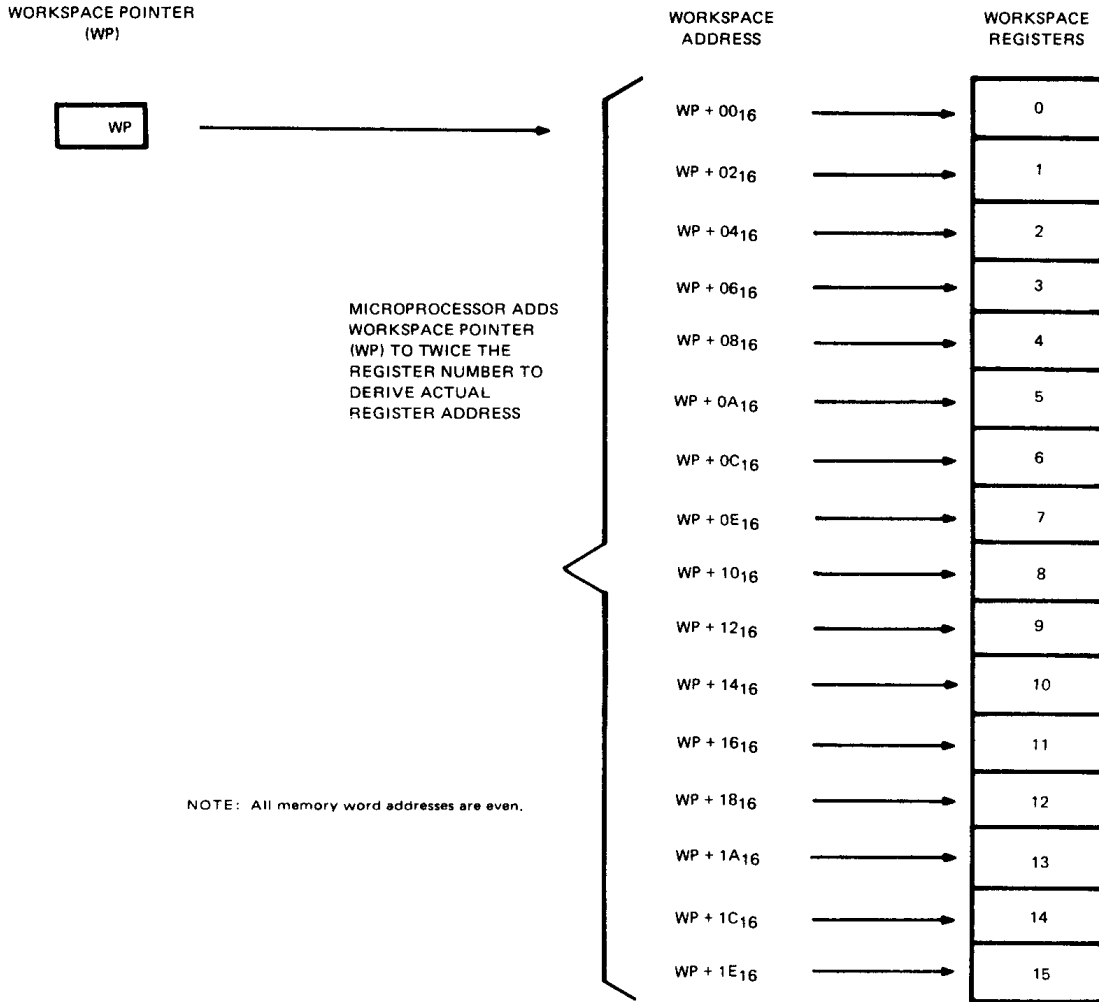 WORKSPACE POINTER
(WP)
WORKSPACE
ADDRESS
WORKSPACE
REGISTERS
WP
WP + 00₁₆
0
WP + 02₁₆
1
WP + 04₁₆
2
WP + 06₁₆
3
MICROPROCESSOR ADDS
WORKSPACE POINTER
(WP) TO TWICE THE
REGISTER NUMBER TO
DERIVE ACTUAL
REGISTER ADDRESS
WP + 08₁₆
4
WP + 0A₁₆
5
WP + 0C₁₆
6
WP + 0E₁₆
7
WP + 10₁₆
8
WP + 12₁₆
9
WP + 14₁₆
10
WP + 16₁₆
11
NOTE: All memory word addresses are even.
WP + 18₁₆
12
WP + 1A₁₆
13
WP + 1C₁₆
14
WP + 1E₁₆
15